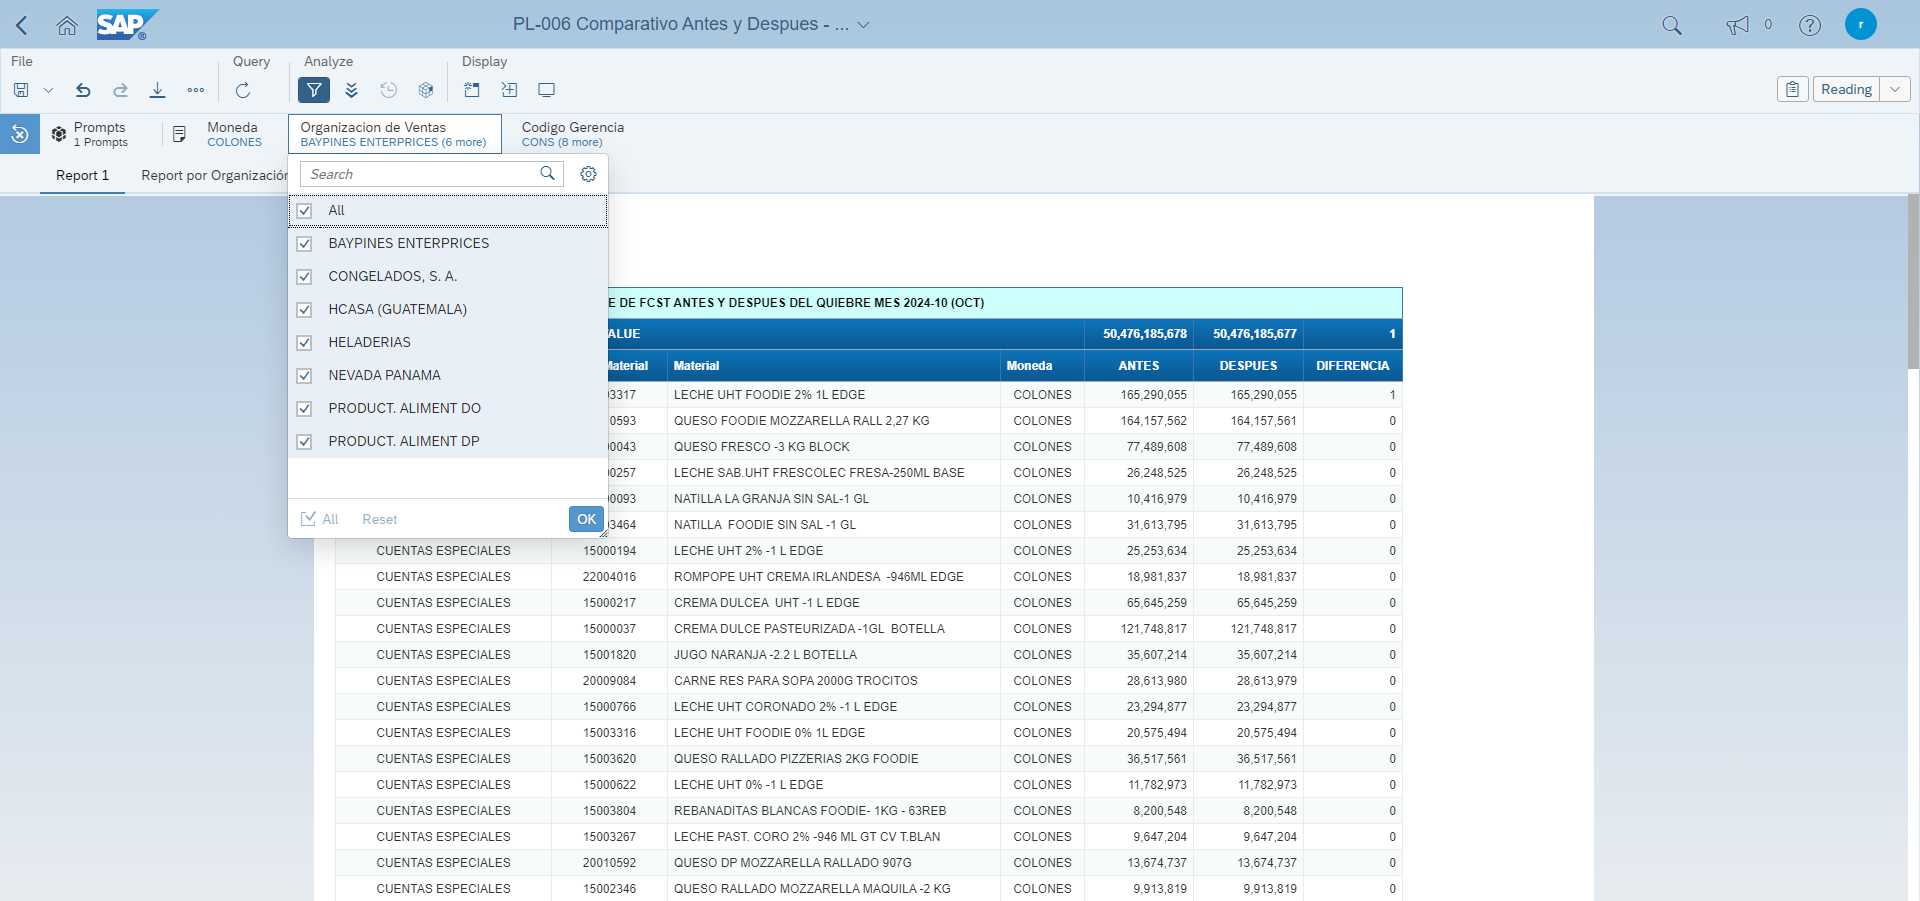 SAP ®
PL-006 Comparativo Antes y Despues - ...
0
?
r
File
Query
Analyze
Display
Reading
Prompts
1 Prompts
Moneda
COLONES
Organizacion de Ventas
BAYPINES ENTERPRICES (6 more)
Codigo Gerencia
CONS (8 more)
Report 1
Report por Organización
Search
All
BAYPINES ENTERPRICES
CONGELADOS, S. A.
HCASA (GUATEMALA)
HELADERIAS
NEVADA PANAMA
PRODUCT. ALIMENT DO
PRODUCT. ALIMENT DP
All Reset OK
E DE FCST ANTES Y DESPUES DEL QUIEBRE MES 2024-10 (OCT)
ALUE 50,476,185,678 50,476,185,677 1
Material Material Moneda ANTES DESPUES DIFERENCIA
3317 LECHE UHT FOODIE 2% 1L EDGE COLONES 165,290,055 165,290,055 1
0593 QUESO FOODIE MOZZARELLA RALL 2,27 KG COLONES 164,157,562 164,157,561 0
0043 QUESO FRESCO -3 KG BLOCK COLONES 77,489,608 77,489,608 0
0257 LECHE SAB.UHT FRESCOLEC FRESA-250ML BASE COLONES 26,248,525 26,248,525 0
0093 NATILLA LA GRANJA SIN SAL-1 GL COLONES 10,416,979 10,416,979 0
3464 NATILLA  FOODIE SIN SAL -1 GL COLONES 31,613,795 31,613,795 0
CUENTAS ESPECIALES 15000194 LECHE UHT 2% -1 L EDGE COLONES 25,253,634 25,253,634 0
CUENTAS ESPECIALES 22004016 ROMPOPE UHT CREMA IRLANDESA  -946ML EDGE COLONES 18,981,837 18,981,837 0
CUENTAS ESPECIALES 15000217 CREMA DULCEA  UHT -1 L EDGE COLONES 65,645,259 65,645,259 0
CUENTAS ESPECIALES 15000037 CREMA DULCE PASTEURIZADA -1GL  BOTELLA COLONES 121,748,817 121,748,817 0
CUENTAS ESPECIALES 15001820 JUGO NARANJA -2.2 L BOTELLA COLONES 35,607,214 35,607,214 0
CUENTAS ESPECIALES 20009084 CARNE RES PARA SOPA 2000G TROCITOS COLONES 28,613,980 28,613,979 0
CUENTAS ESPECIALES 15000766 LECHE UHT CORONADO 2% -1 L EDGE COLONES 23,294,877 23,294,877 0
CUENTAS ESPECIALES 15003316 LECHE UHT FOODIE 0% 1L EDGE COLONES 20,575,494 20,575,494 0
CUENTAS ESPECIALES 15003620 QUESO RALLADO PIZZERIAS 2KG FOODIE COLONES 36,517,561 36,517,561 0
CUENTAS ESPECIALES 15000622 LECHE UHT 0% -1 L EDGE COLONES 11,782,973 11,782,973 0
CUENTAS ESPECIALES 15003804 REBANADITAS BLANCAS FOODIE- 1KG - 63REB COLONES 8,200,548 8,200,548 0
CUENTAS ESPECIALES 15003267 LECHE PAST. CORO 2% -946 ML GT CV T.BLAN COLONES 9,647,204 9,647,204 0
CUENTAS ESPECIALES 20010592 QUESO DP MOZZARELLA RALLADO 907G COLONES 13,674,737 13,674,737 0
CUENTAS ESPECIALES 15002346 QUESO RALLADO MOZZARELLA MAQUILA -2 KG COLONES 9,913,819 9,913,819 0